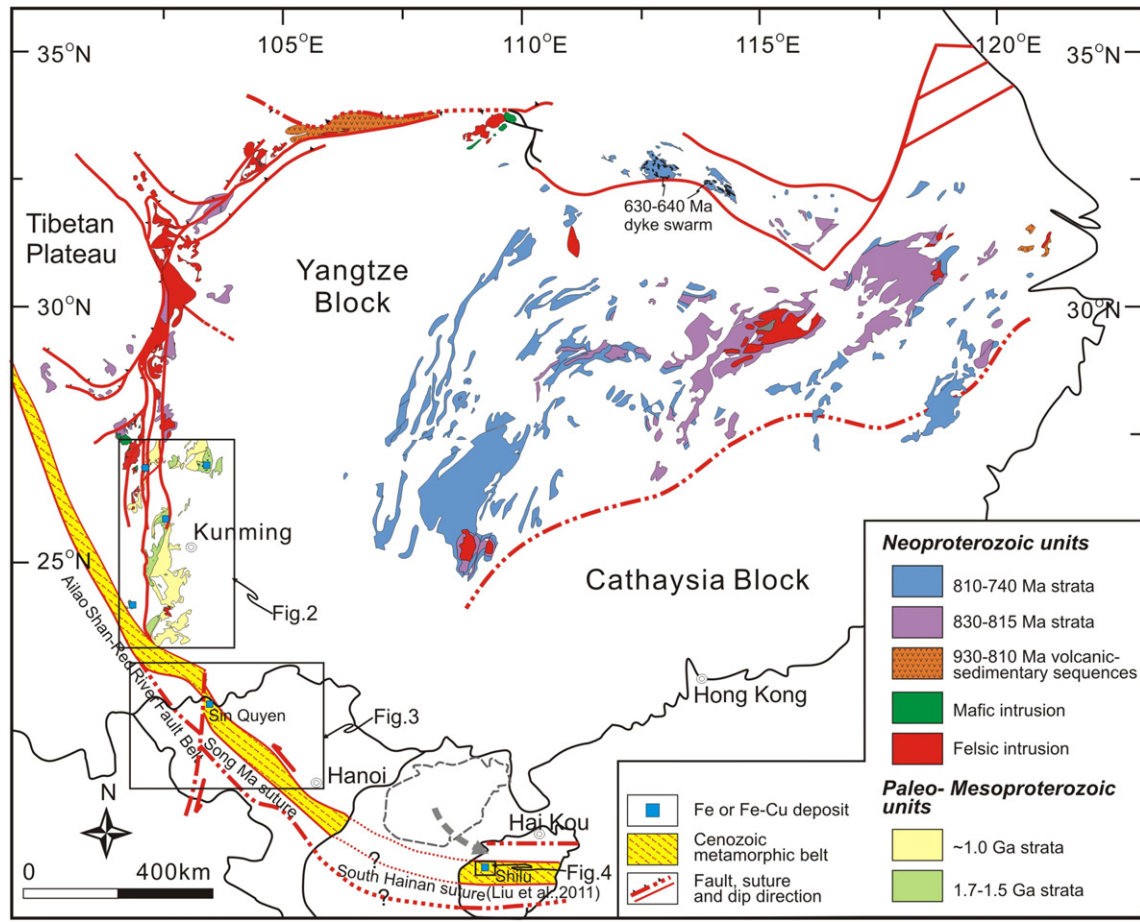 105°E
110°E
115°E
120°E
35°N
35°N
Tibetan
Plateau
Yangtze
Block
630-640 Ma
dyke swarm
30°N
30°N
Kunming
25°N
Cathaysia Block
Fig.2
Ailao Shan-Red River Fault Belt
Hong Kong
Sin Quyen
Fig.3
Song Ma suture
Hanoi
Hai Kou
Shilu
Fig.4
?
South Hainan suture(Liu et al.,2011)
?
N
0
400km
Neoproterozoic units
810-740 Ma strata
830-815 Ma strata
930-810 Ma volcanic-
sedimentary sequences
Mafic intrusion
Felsic intrusion
Paleo- Mesoproterozoic
units
~1.0 Ga strata
1.7-1.5 Ga strata
Fe or Fe-Cu deposit
Cenozoic
metamorphic belt
Fault, suture
and dip direction